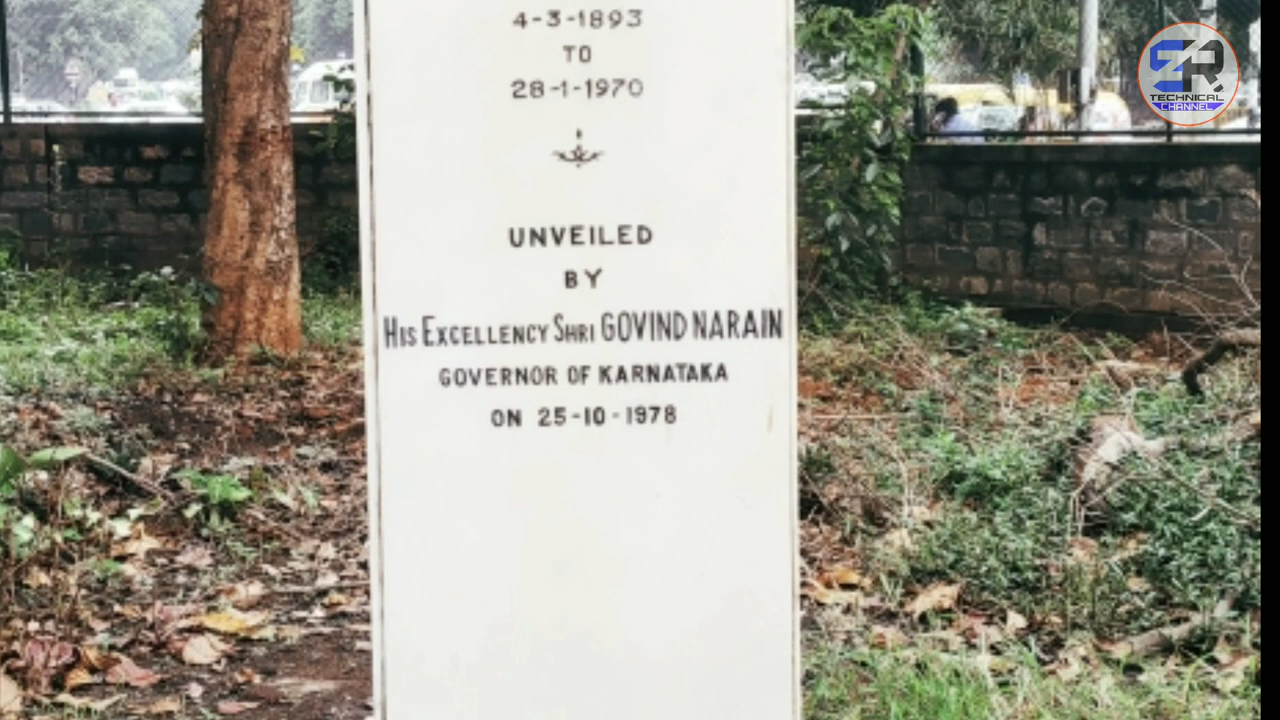 4-3-1893
TO
28-1-1970
UNVEILED
BY
HIS EXCELLENCY SHRI GOVIND NARAIN
GOVERNOR OF KARNATAKA
ON 25-10-1978
SR
TECHNICAL
CHANNEL